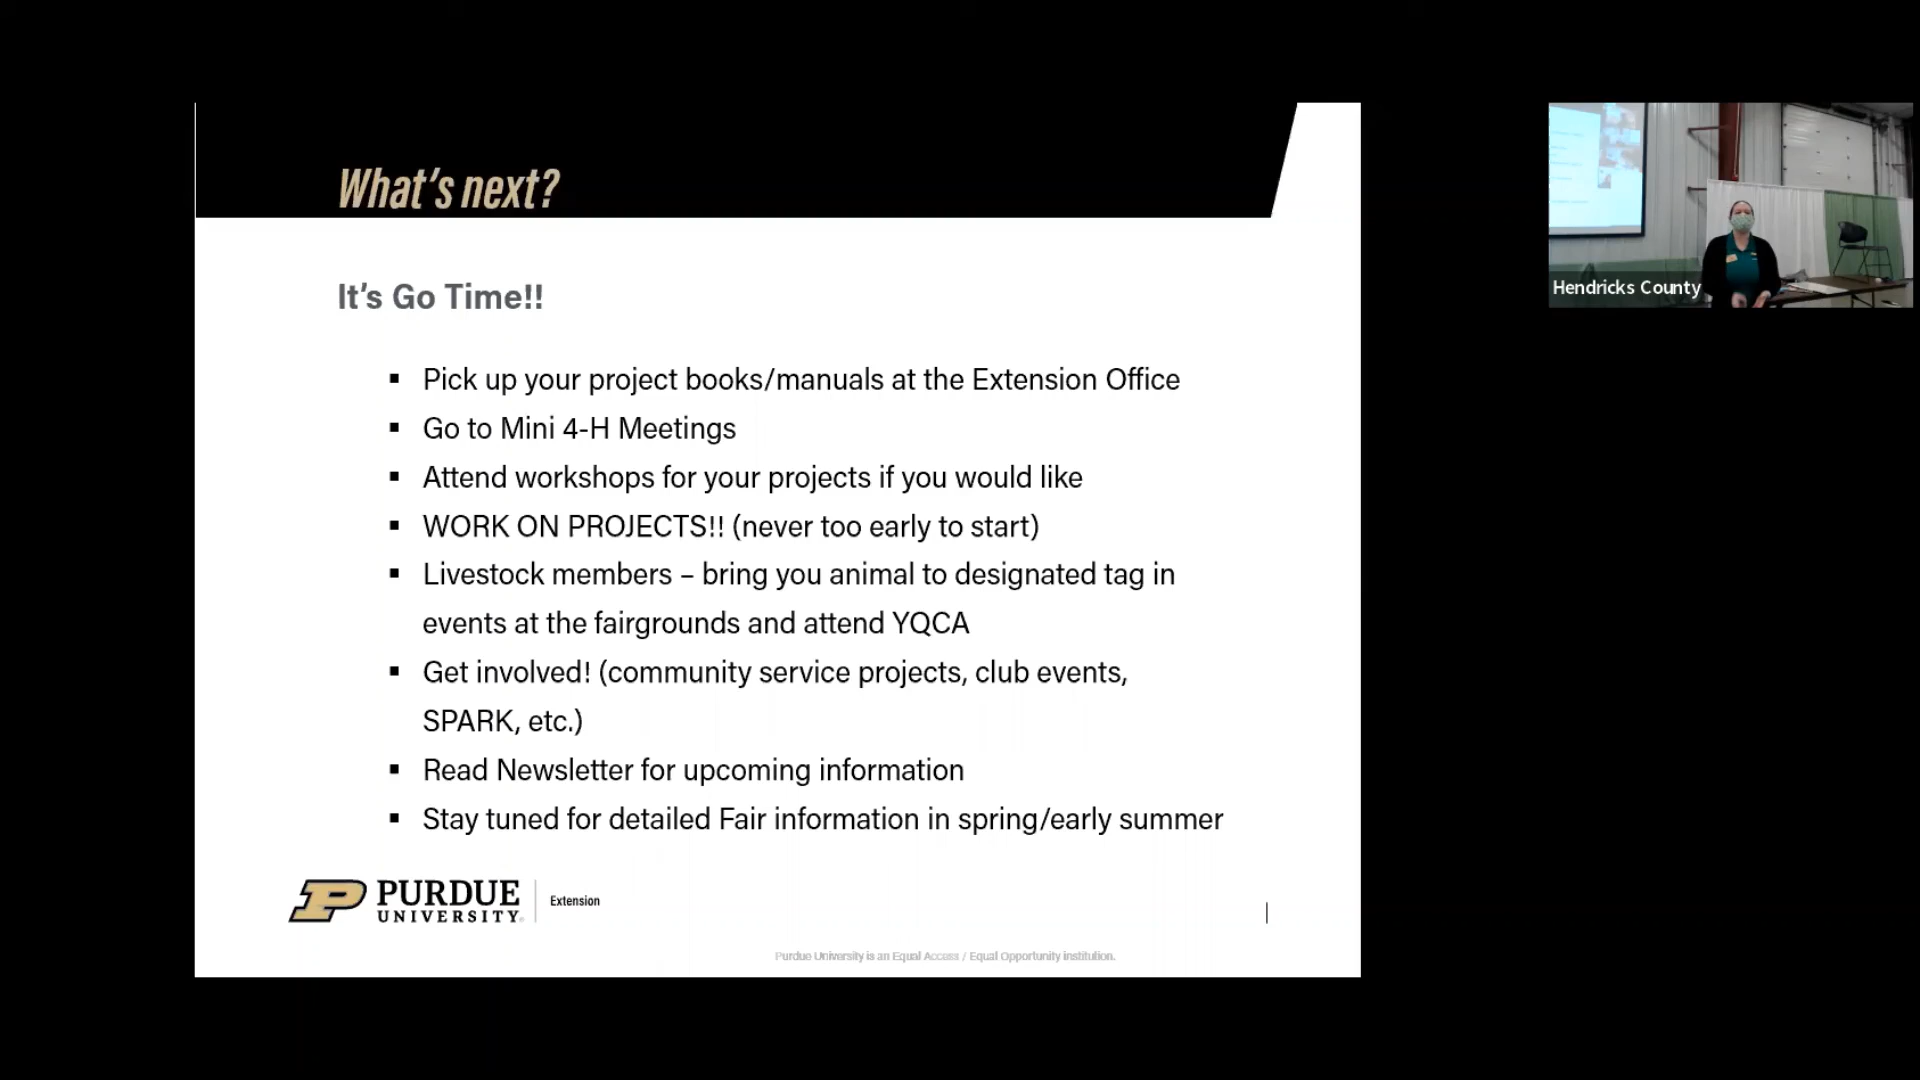 What's next?
It's Go Time!!
▪ Pick up your project books/manuals at the Extension Office
▪ Go to Mini 4-H Meetings
▪ Attend workshops for your projects if you would like
▪ WORK ON PROJECTS!! (never too early to start)
▪ Livestock members – bring you animal to designated tag in
events at the fairgrounds and attend YQCA
▪ Get involved! (community service projects, club events,
SPARK, etc.)
▪ Read Newsletter for upcoming information
▪ Stay tuned for detailed Fair information in spring/early summer
PURDUE
UNIVERSITY®
Extension
Purdue University is an Equal Access / Equal Opportunity institution.
Hendricks County